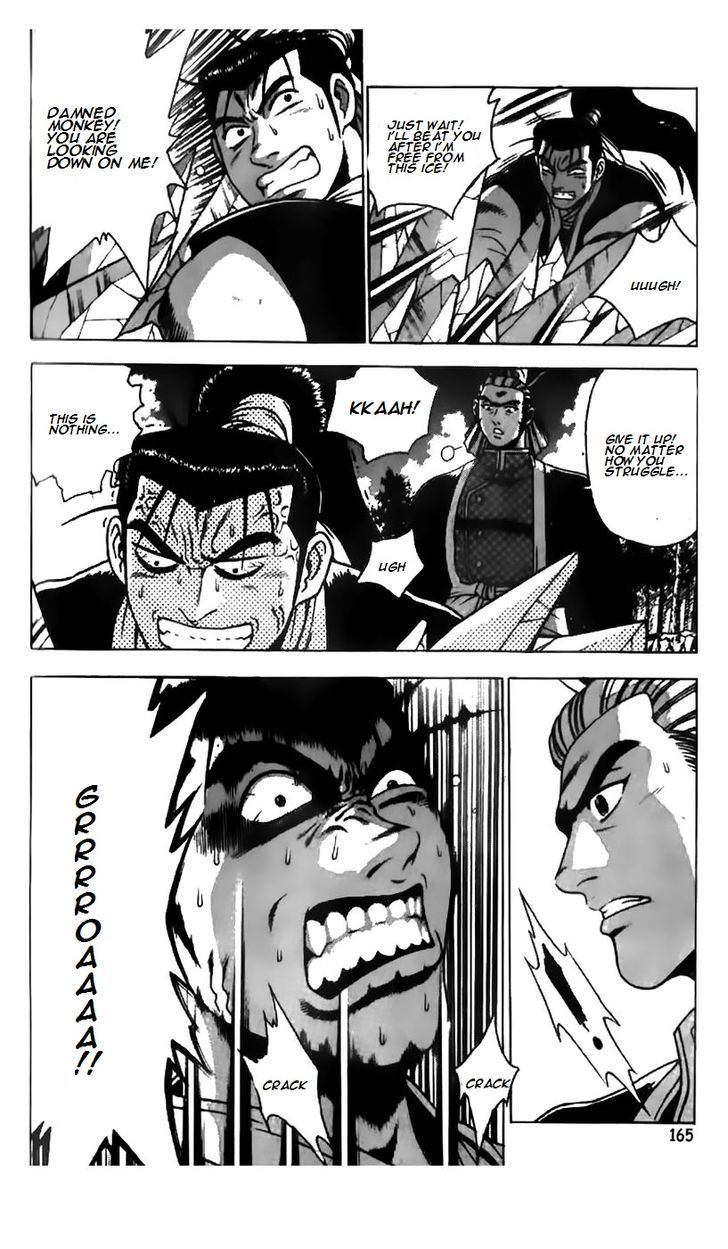 JUST WAIT!
I'LL BEAT YOU
AFTER I'M
FREE FROM
THIS ICE!
UUUGH!
DAMNED
MONKEY!
YOU ARE
LOOKING
DOWN ON ME!
GIVE IT UP!
NO MATTER
HOW YOU
STRUGGLE...
KKAAH!
UGH
THIS IS
NOTHING...
!
CRACK
CRACK
GRRRROAAAA!!
165